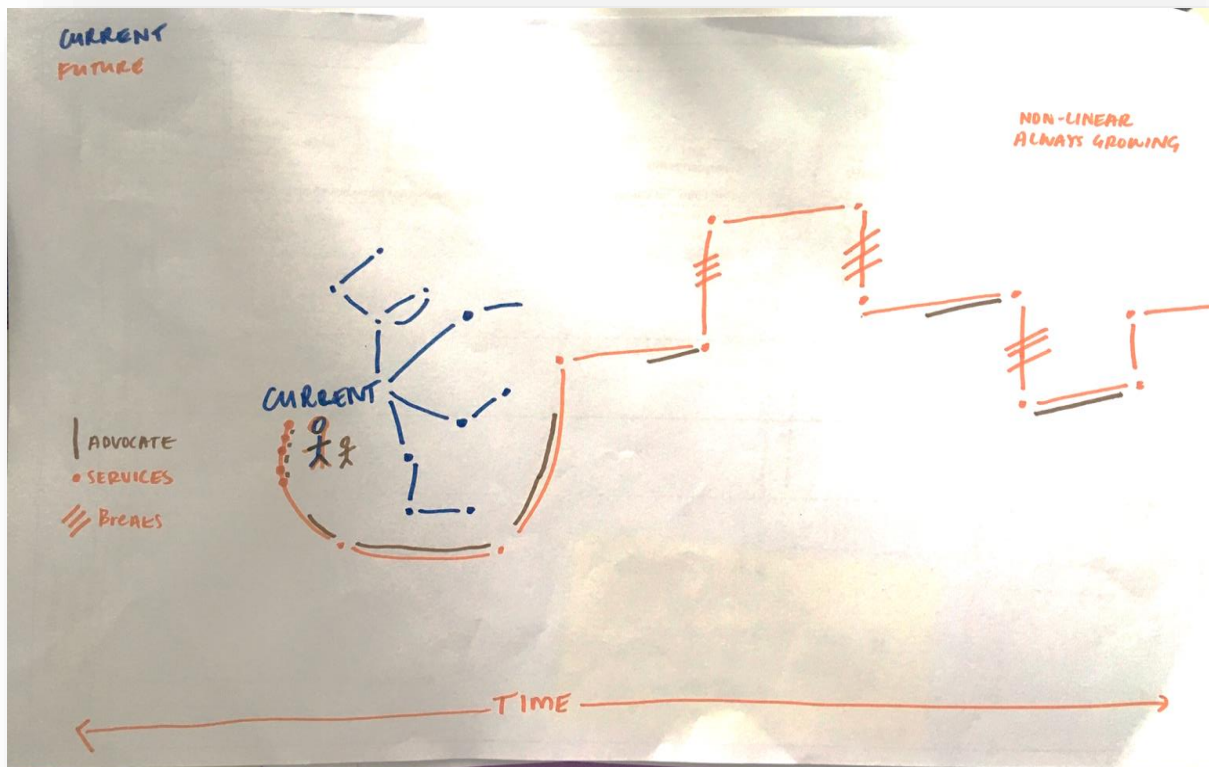 CURRENT
FUTURE
NON-LINEAR
ALWAYS GROWING
CURRENT
ADVOCATE
SERVICES
Breaks
TIME